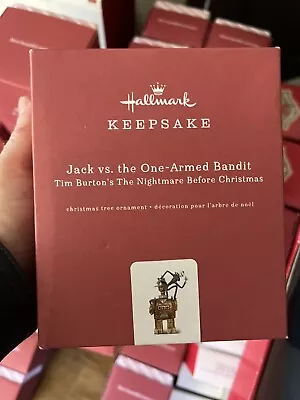 Hallmark
KEEPSAKE
Jack vs. the One-Armed Bandit
Tim Burton's The Nightmare Before Christmas
christmas tree ornament • décoration pour l'arbre de noël